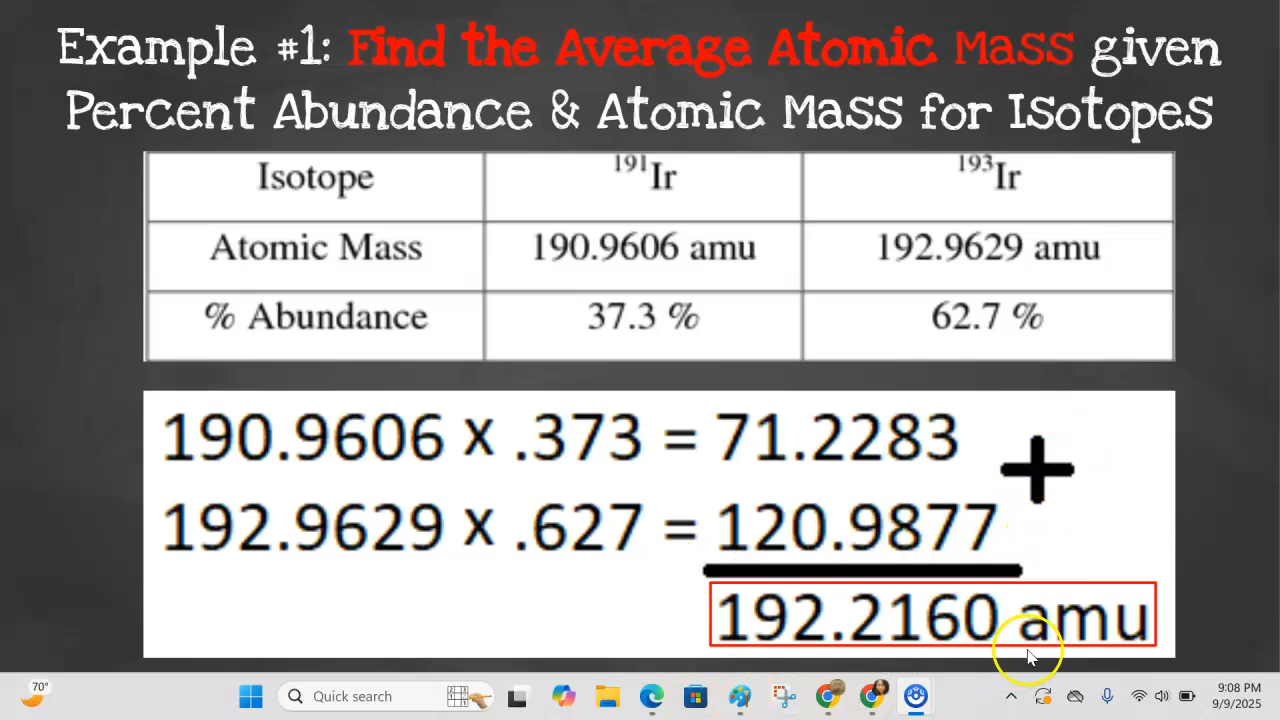 Example #1: Find the Average Atomic Mass given
Percent Abundance & Atomic Mass for Isotopes
Isotope ¹⁹¹Ir ¹⁹³Ir
Atomic Mass 190.9606 amu 192.9629 amu
% Abundance 37.3 % 62.7 %
190.9606 x .373 = 71.2283 +
192.9629 x .627 = 120.9877
192.2160 amu
70°
Quick search
9:08 PM
9/9/2025